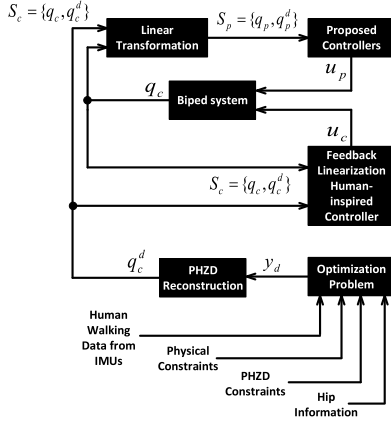 S_c = {q_c, q_c^d}
Linear
Transformation
S_p = {q_p, q_p^d}
Proposed
Controllers
u_p
q_c
Biped system
u_c
Feedback
Linearization
Human-
inspired
Controller
S_c = {q_c, q_c^d}
q_c^d
PHZD
Reconstruction
y_d
Optimization
Problem
Human
Walking
Data from
IMUs
Physical
Constraints
PHZD
Constraints
Hip
Information